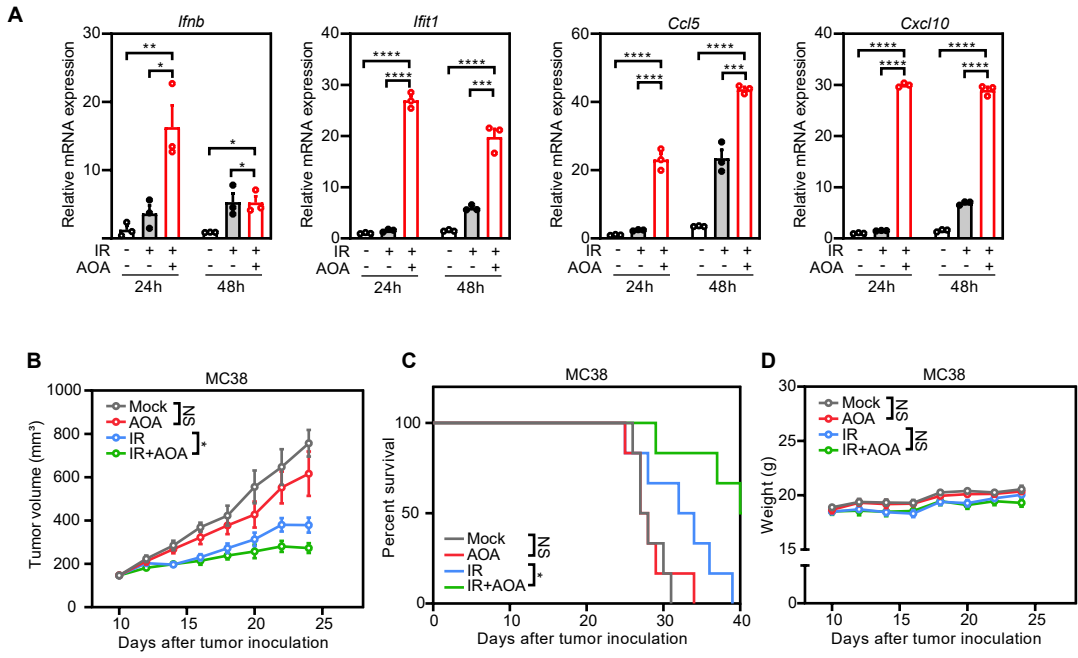 A
Ifnb
Relative mRNA expression
30
20
10
0
**
*
*
*
IR - + + - + +
AOA - - + - - +
24h 48h
Ifit1
Relative mRNA expression
40
30
20
10
0
****
****
****
***
- + + - + +
- - + - - +
24h 48h
Ccl5
Relative mRNA expression
60
40
20
0
****
****
****
***
- + + - + +
- - + - - +
24h 48h
Cxcl10
Relative mRNA expression
40
30
20
10
0
****
****
****
****
- + + - + +
- - + - - +
24h 48h
B
MC38
Tumor volume (mm³)
1000
800
600
400
200
0
Mock
AOA
NS
IR
IR+AOA
*
10 15 20 25
Days after tumor inoculation
C
MC38
Percent survival
100
50
0
Mock
AOA
NS
IR
IR+AOA
*
0 10 20 30 40
Days after tumor inoculation
D
MC38
Weight (g)
30
25
20
15
0
Mock
AOA
NS
IR
IR+AOA
NS
10 15 20 25
Days after tumor inoculation